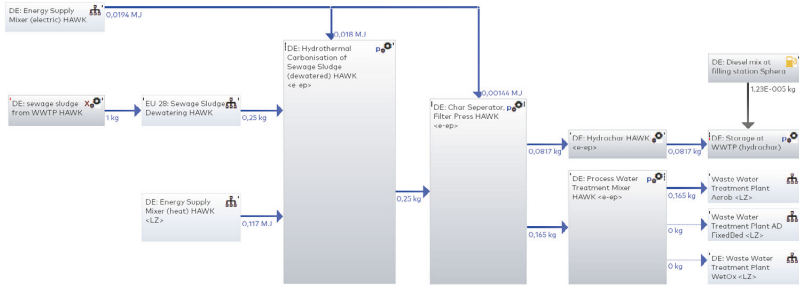 DE: Energy Supply
Mixer (electric) HAWK
0,0194 MJ
0,018 MJ
0,00144 MJ
DE: sewage sludge
from WWTP HAWK
X
1 kg
EU 28: Sewage Sludge
Dewatering HAWK
0,25 kg
DE: Energy Supply
Mixer (heat) HAWK
<LZ>
0,117 MJ
DE: Hydrothermal
Carbonisation of
Sewage Sludge
(dewatered) HAWK
<e ep>
p
0,25 kg
DE: Char Seperator,
Filter Press HAWK
<e-ep>
p
0,0817 kg
0,165 kg
DE: Hydrochar HAWK
<e-ep>
0,0817 kg
DE: Diesel mix at
filling station Sphera
1,23E-005 kg
DE: Storage at
WWTP (hydrochar)
p
DE: Process Water
Treatment Mixer
HAWK <e-ep>
p
0,165 kg
0 kg
0 kg
Waste Water
Treatment Plant
Aerob <LZ>
Waste Water
Treatment Plant AD
FixedBed <LZ>
DE: Waste Water
Treatment Plant
WetOx <LZ>